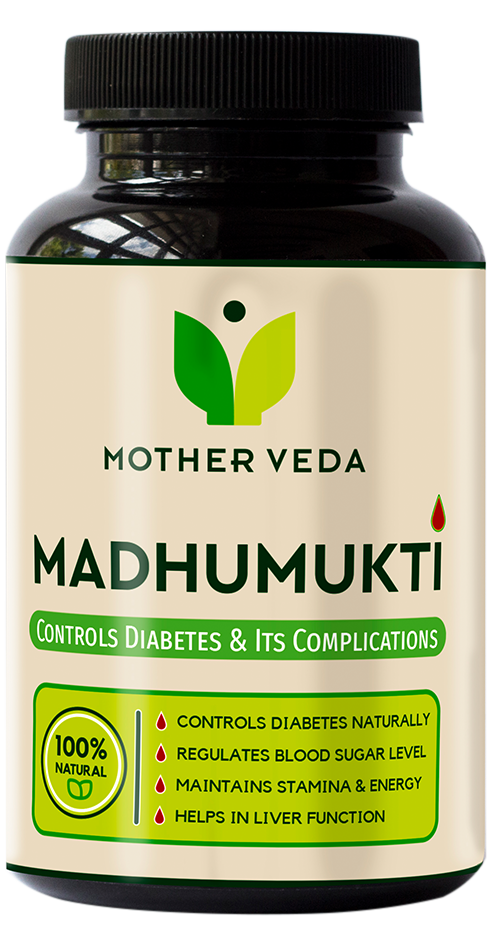 MOTHER VEDA
MADHUMUKTI
CONTROLS DIABETES & ITS COMPLICATIONS
100%
NATURAL
CONTROLS DIABETES NATURALLY
REGULATES BLOOD SUGAR LEVEL
MAINTAINS STAMINA & ENERGY
HELPS IN LIVER FUNCTION